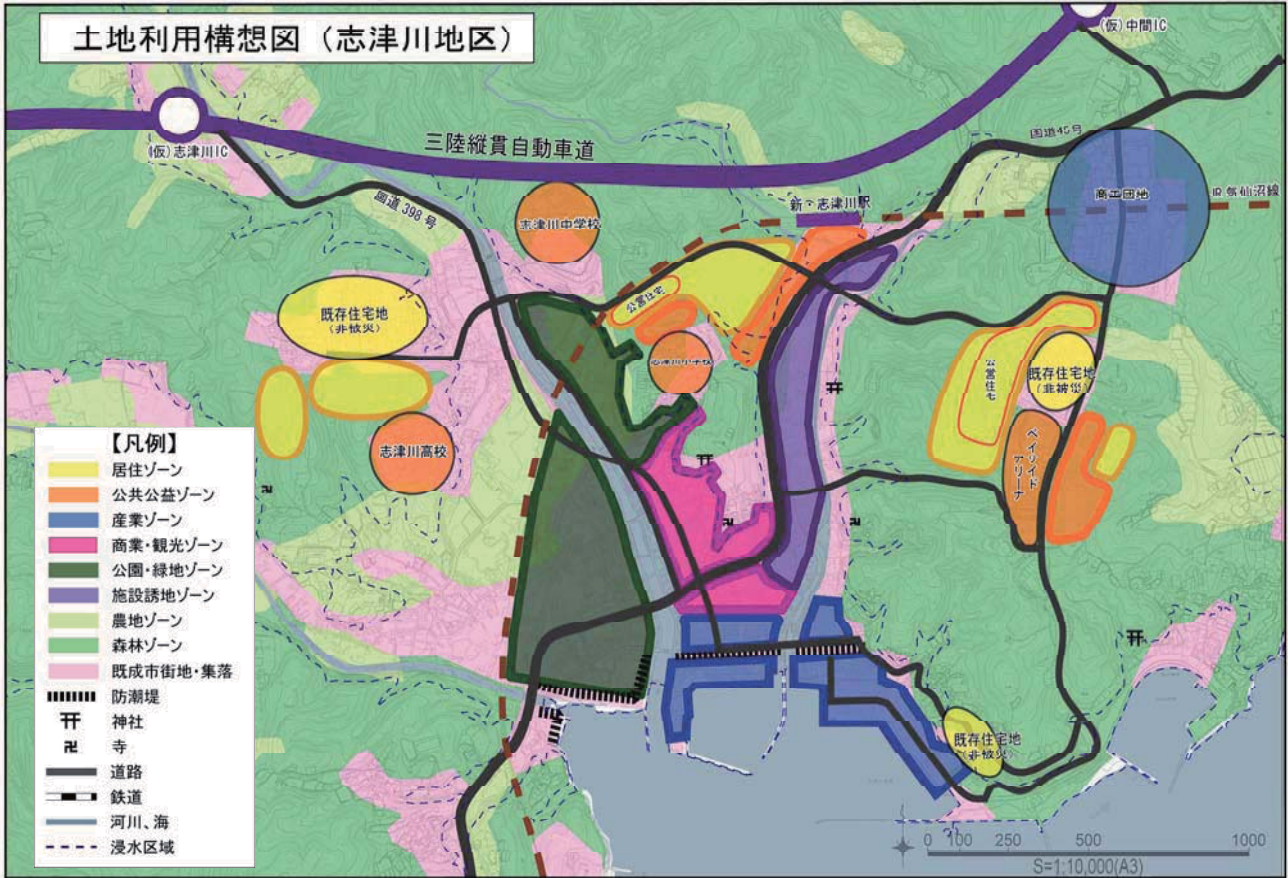 土地利用構想図（志津川地区）
(仮)中間IC
(仮)志津川IC
三陸縦貫自動車道
国道45号
国道398号
志津川中学校
新・志津川駅
商工団地
JR気仙沼線
既存住宅地
(非被災)
公営住宅
志津川小学校
公営住宅
既存住宅地
(非被災)
志津川高校
ベイサイド
アリーナ
既存住宅地
(非被災)
【凡例】
居住ゾーン
公共公益ゾーン
産業ゾーン
商業・観光ゾーン
公園・緑地ゾーン
施設誘地ゾーン
農地ゾーン
森林ゾーン
既成市街地・集落
防潮堤
神社
寺
道路
鉄道
河川、海
浸水区域
0 100 250 500 1000
S=1:10,000(A3)